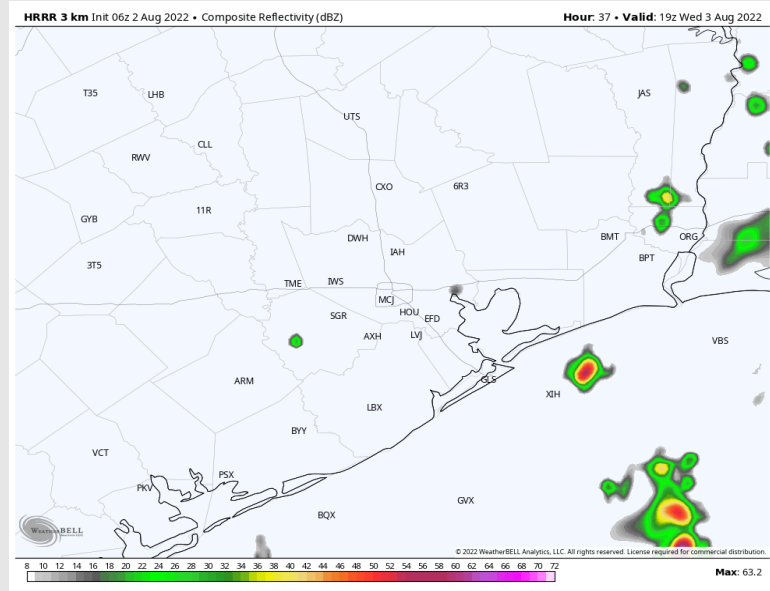 HRRR 3 km Init 06z 2 Aug 2022 • Composite Reflectivity (dBZ)
Hour: 37 • Valid: 19z Wed 3 Aug 2022
T35
LHB
JAS
UTS
CLL
RWV
CXO
6R3
11R
GYB
DWH
BMT
ORG
IAH
BPT
3T5
TME
IWS
MCJ
SGR
HOU
EFD
AXH
LVJ
VBS
ARM
GLS
XIH
LBX
BYY
VCT
PSX
PKV
GVX
BQX
WeatherBELL
© 2022 WeatherBELL Analytics, LLC. All rights reserved. License required for commercial distribution.
8 10 12 14 16 18 20 22 24 26 28 30 32 34 36 38 40 42 44 46 48 50 52 54 56 58 60 62 64 66 68 70 72
Max: 63.2